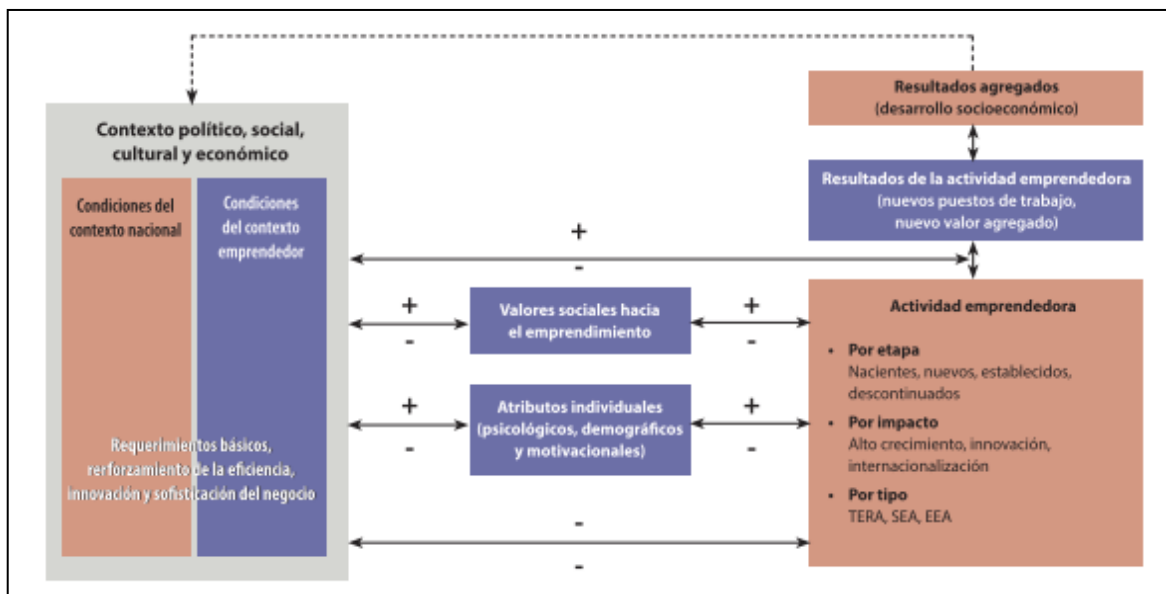 Contexto político, social,
cultural y económico
Condiciones del
contexto nacional
Condiciones
del contexto
emprendedor
Requerimientos básicos,
rerforzamiento de la eficiencia,
innovación y sofisticación del negocio
+
-
+
-
Valores sociales hacia
el emprendimiento
+
-
+
-
Atributos individuales
(psicológicos, demográficos
y motivacionales)
+
-
-
-
Resultados agregados
(desarrollo socioeconómico)
Resultados de la actividad emprendedora
(nuevos puestos de trabajo,
nuevo valor agregado)
Actividad emprendedora
• Por etapa
Nacientes, nuevos, establecidos,
descontinuados
• Por impacto
Alto crecimiento, innovación,
internacionalización
• Por tipo
TERA, SEA, EEA